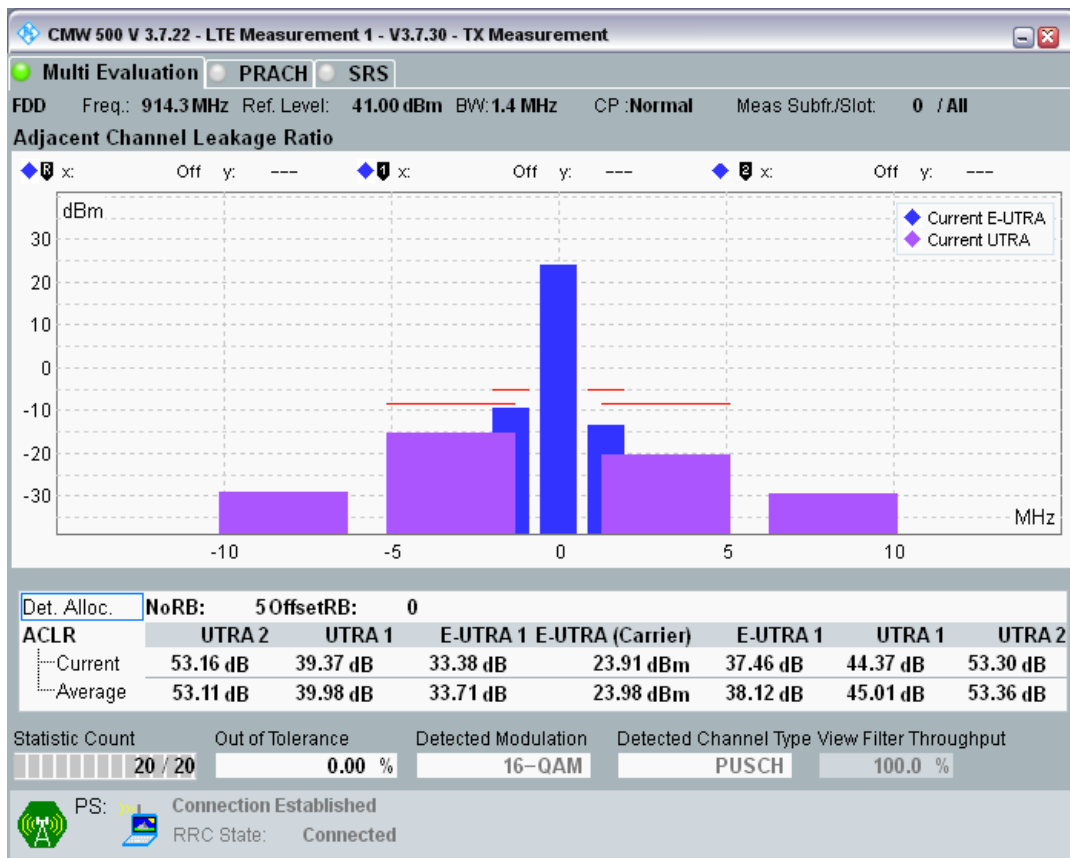 CMW 500 V 3.7.22 - LTE Measurement 1 - V3.7.30 - TX Measurement
Multi Evaluation PRACH SRS
FDD Freq.: 914.3 MHz Ref. Level: 41.00 dBm BW: 1.4 MHz CP :Normal Meas Subfr./Slot: 0 / All
Adjacent Channel Leakage Ratio
R x: Off y: --- 1 x: Off y: --- 2 x: Off y: ---
dBm
Current E-UTRA
Current UTRA
30
20
10
0
-10
-20
-30
MHz
-10 -5 0 5 10
Det. Alloc. NoRB: 5 OffsetRB: 0
ACLR UTRA 2 UTRA 1 E-UTRA 1 E-UTRA (Carrier) E-UTRA 1 UTRA 1 UTRA 2
Current 53.16 dB 39.37 dB 33.38 dB 23.91 dBm 37.46 dB 44.37 dB 53.30 dB
Average 53.11 dB 39.98 dB 33.71 dB 23.98 dBm 38.12 dB 45.01 dB 53.36 dB
Statistic Count Out of Tolerance Detected Modulation Detected Channel Type View Filter Throughput
20 / 20 0.00 % 16-QAM PUSCH 100.0 %
PS: Connection Established
RRC State: Connected